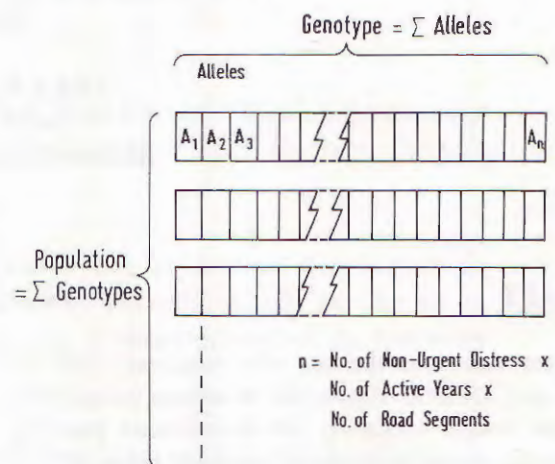 Genotype = ∑ Alleles
Alleles
A₁ A₂ A₃ Aₙ
Population
= ∑ Genotypes
n = No. of Non-Urgent Distress x
No. of Active Years x
No. of Road Segments